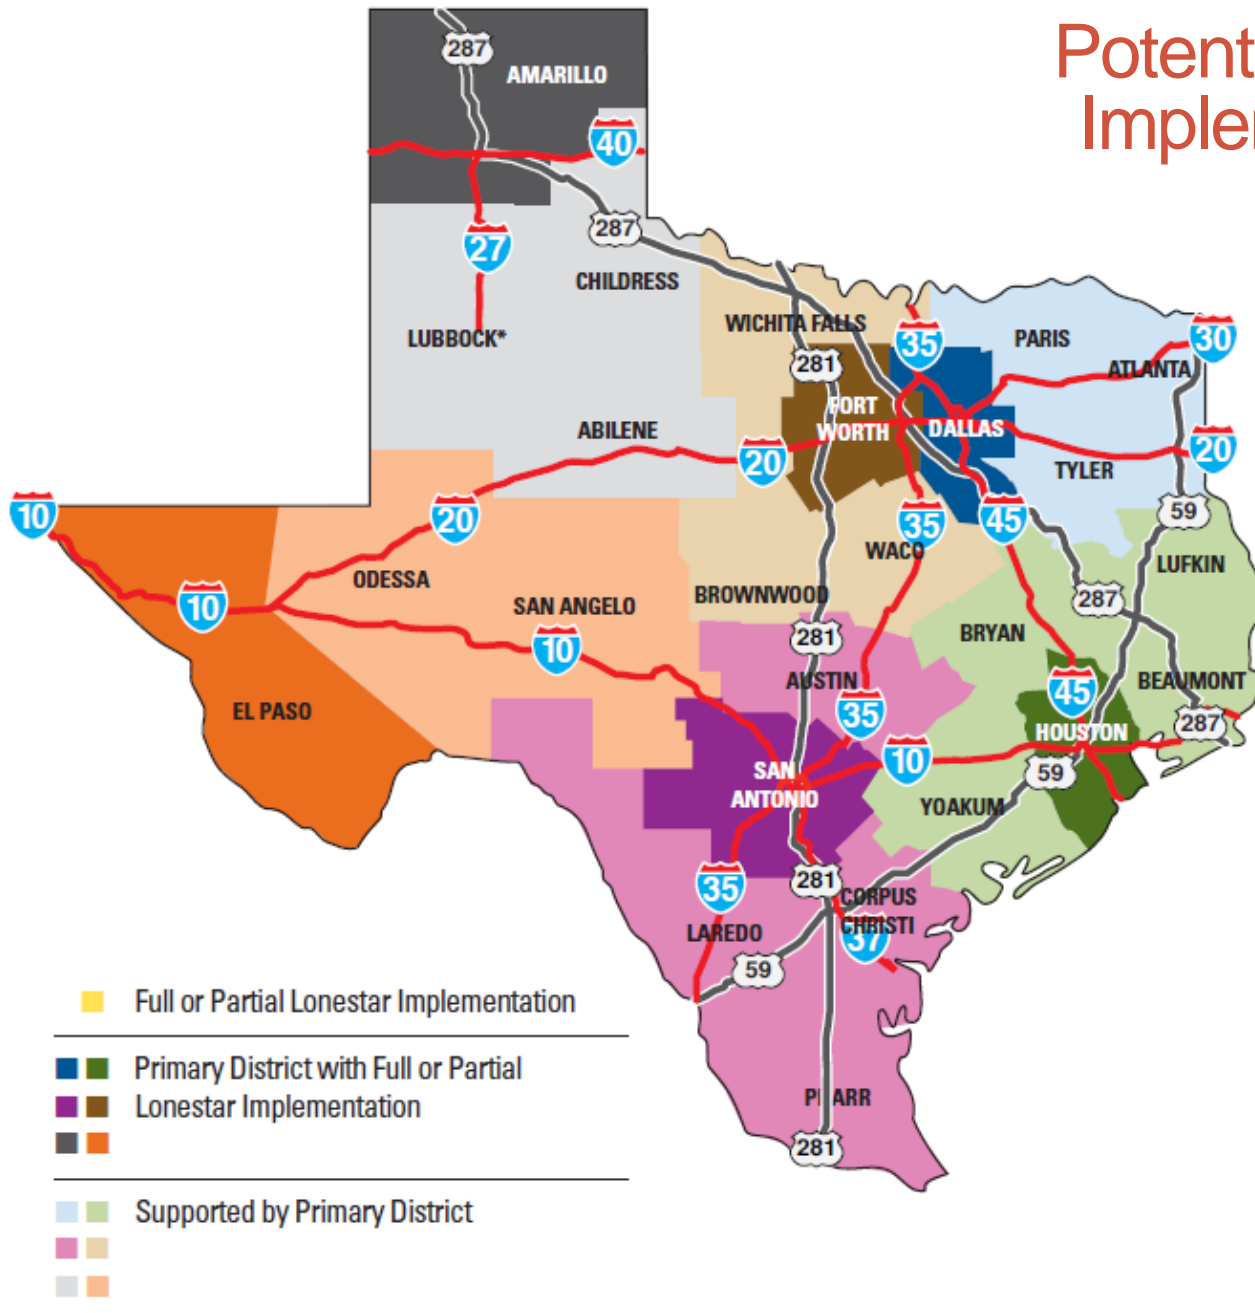 Potent
Implem
287
AMARILLO
40
287
27
CHILDRESS
LUBBOCK*
WICHITA FALLS
35
PARIS
30
281
ATLANTA
FORT
WORTH
DALLAS
ABILENE
20
20
TYLER
10
20
35
45
59
WACO
LUFKIN
ODESSA
10
SAN ANGELO
BROWNWOOD
287
281
BRYAN
10
AUSTIN
45
BEAUMONT
EL PASO
35
287
HOUSTON
10
59
SAN
ANTONIO
YOAKUM
35
281
CORPUS
CHRISTI
LAREDO
37
59
PHARR
281
Full or Partial Lonestar Implementation
Primary District with Full or Partial
Lonestar Implementation
Supported by Primary District